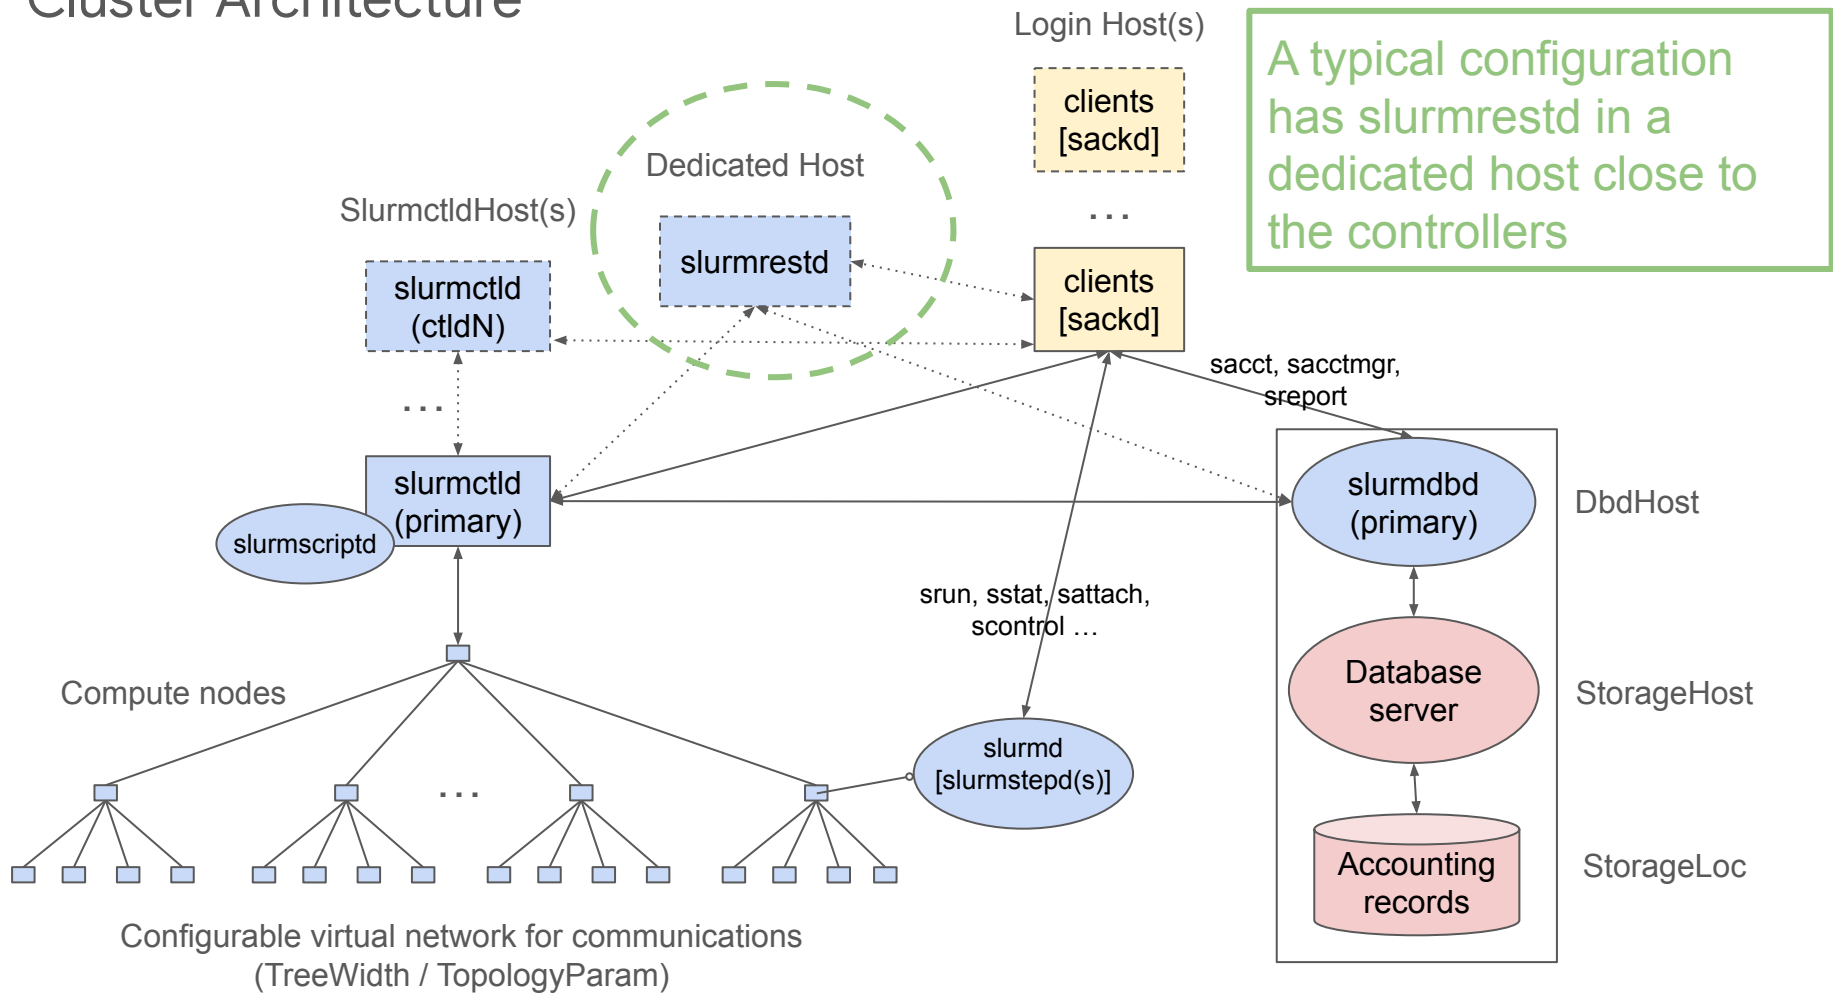 Cluster Architecture
Login Host(s)
clients
[sackd]
...
clients
[sackd]
A typical configuration
has slurmrestd in a
dedicated host close to
the controllers
Dedicated Host
slurmrestd
SlurmctldHost(s)
slurmctld
(ctldN)
...
slurmctld
(primary)
slurmscriptd
sacct, sacctmgr,
sreport
slurmdbd
(primary)
DbdHost
srun, sstat, sattach,
scontrol …
Database
server
StorageHost
Compute nodes
...
slurmd
[slurmstepd(s)]
Accounting
records
StorageLoc
Configurable virtual network for communications
(TreeWidth / TopologyParam)